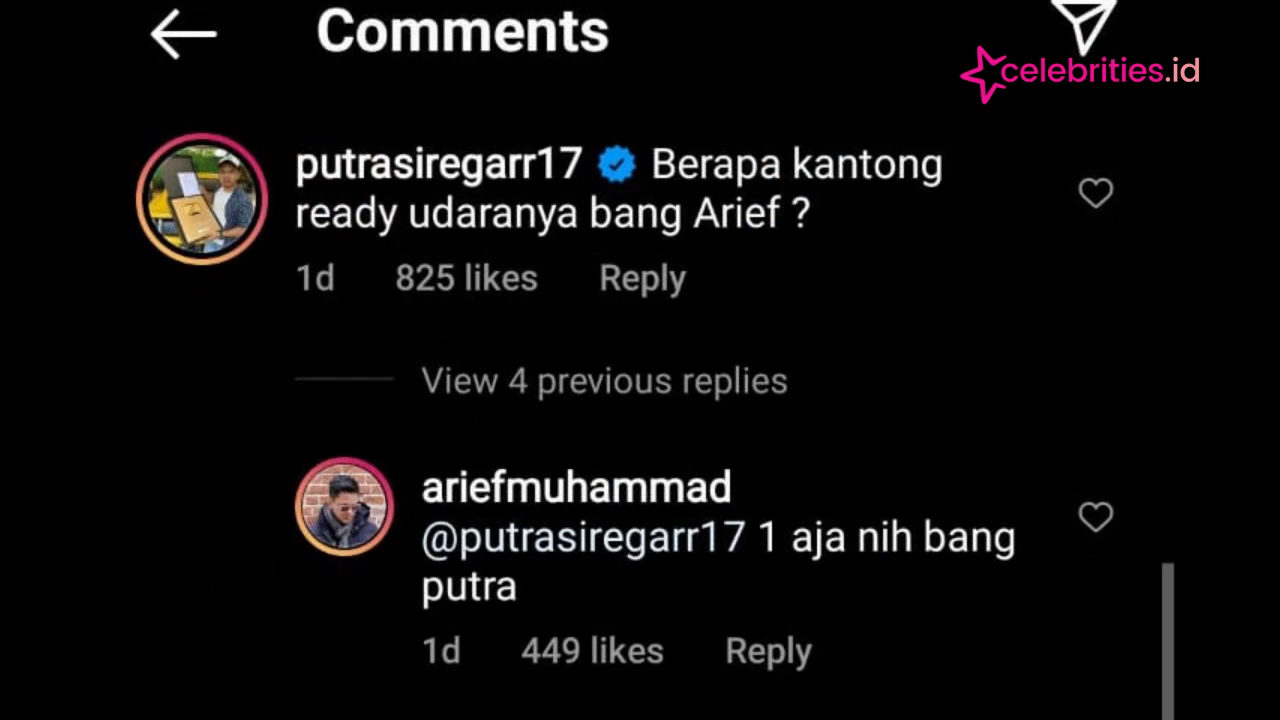 Comments
celebrities.id
putrasiregarr17 Berapa kantong
ready udaranya bang Arief ?
1d 825 likes Reply
View 4 previous replies
ariefmuhammad
@putrasiregarr17 1 aja nih bang
putra
1d 449 likes Reply